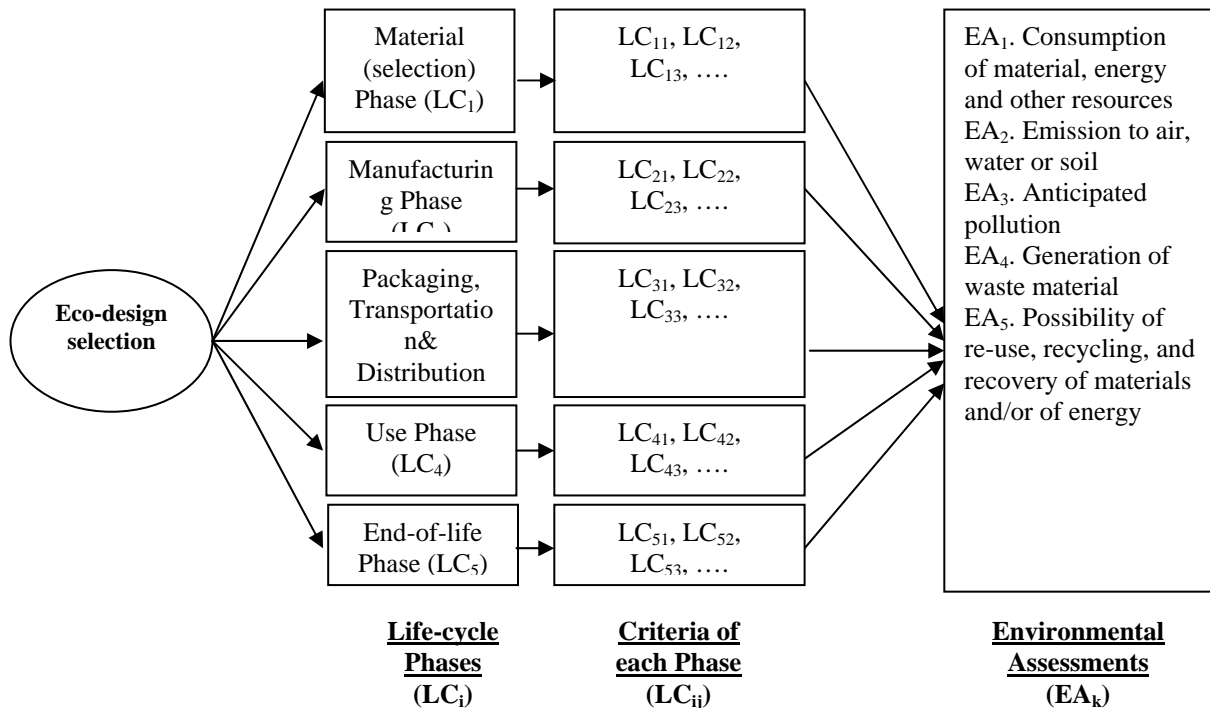 Eco-design
selection
Material
(selection)
Phase (LC₁)
Manufacturin
g Phase
Packaging,
Transportatio
n&
Distribution
Use Phase
(LC₄)
End-of-life
Phase (LC₅)
Life-cycle
Phases
(LCᵢ)
LC₁₁, LC₁₂,
LC₁₃, ….
LC₂₁, LC₂₂,
LC₂₃, ….
LC₃₁, LC₃₂,
LC₃₃, ….
LC₄₁, LC₄₂,
LC₄₃, ….
LC₅₁, LC₅₂,
LC₅₃, ….
Criteria of
each Phase
(LCᵢⱼ)
EA₁. Consumption
of material, energy
and other resources
EA₂. Emission to air,
water or soil
EA₃. Anticipated
pollution
EA₄. Generation of
waste material
EA₅. Possibility of
re-use, recycling, and
recovery of materials
and/or of energy
Environmental
Assessments
(EAₖ)